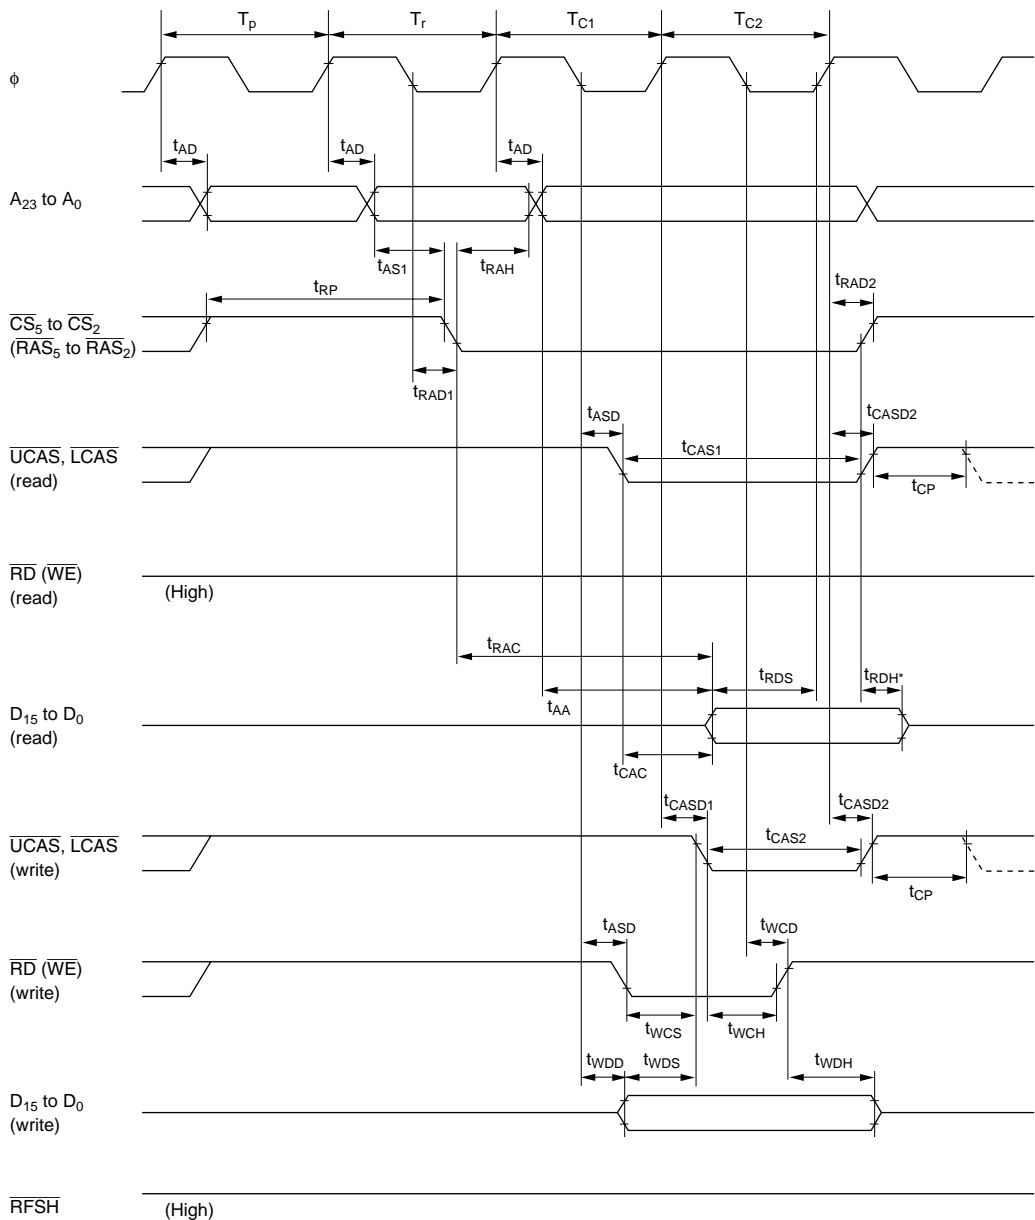 Tp Tr TC1 TC2
ϕ
tAD tAD tAD
A23 to A0
tAS1 tRAH
tRP tRAD2
CS5 to CS2
(RAS5 to RAS2)
tRAD1
tASD tCASD2
UCAS, LCAS
(read)
tCAS1
tCP
RD (WE)
(read)
(High)
tRAC
tRDS tRDH*
tAA
D15 to D0
(read)
tCAC
tCASD1 tCASD2
UCAS, LCAS
(write)
tCAS2
tCP
tASD tWCD
RD (WE)
(write)
tWCS tWCH
tWDD tWDS tWDH
D15 to D0
(write)
RFSH
(High)